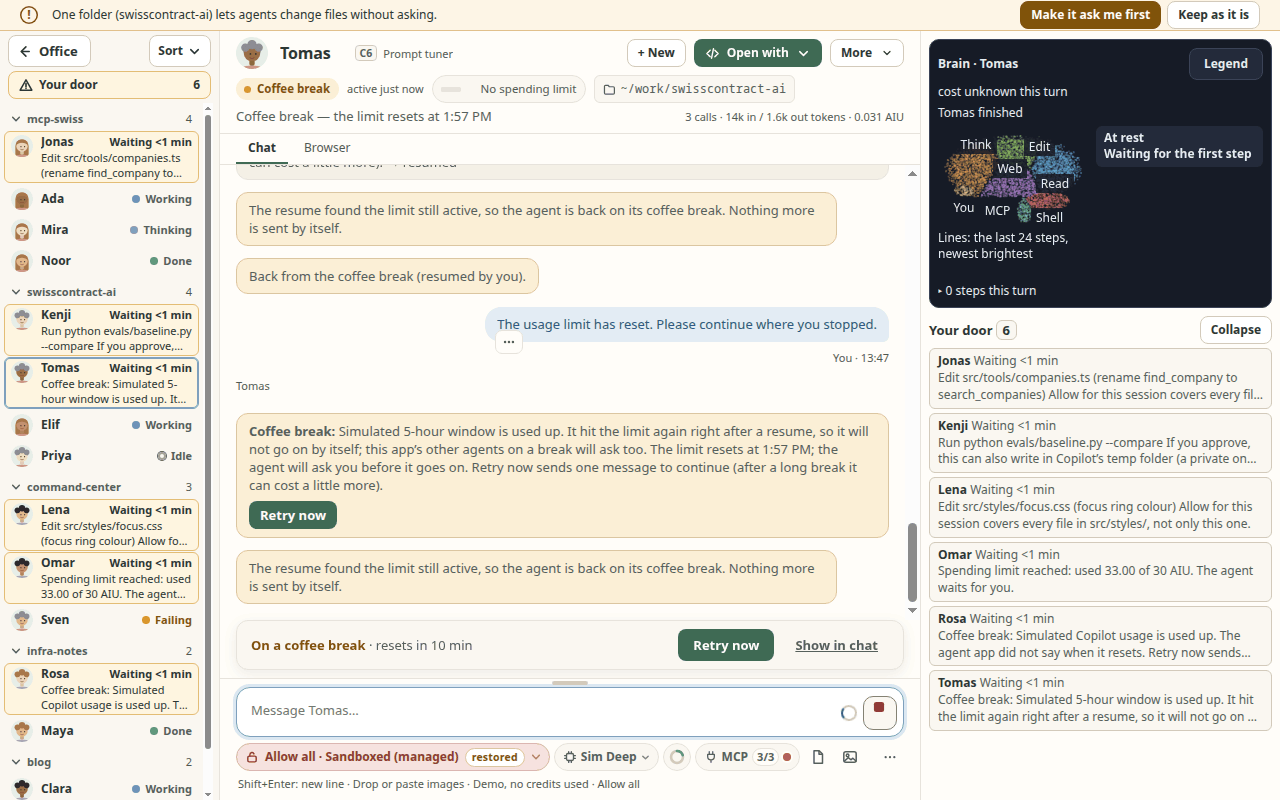 One folder (swisscontract-ai) lets agents change files without asking.
Make it ask me first
Keep as it is
Office
Sort
Your door 6
mcp-swiss 4
Jonas Waiting <1 min
Edit src/tools/companies.ts
(rename find_company to...
Ada Working
Mira Thinking
Noor Done
swisscontract-ai 4
Kenji Waiting <1 min
Run python evals/baseline.py
--compare If you approve,...
Tomas Waiting <1 min
Coffee break: Simulated 5-
hour window is used up. It...
Elif Working
Priya Idle
command-center 3
Lena Waiting <1 min
Edit src/styles/focus.css
(focus ring colour) Allow fo...
Omar Waiting <1 min
Spending limit reached: used
33.00 of 30 AIU. The agent...
Sven Failing
infra-notes 2
Rosa Waiting <1 min
Coffee break: Simulated
Copilot usage is used up. T...
Maya Done
blog 2
Clara Working
Tomas C6 Prompt tuner
+ New
Open with
More
Coffee break active just now No spending limit ~/work/swisscontract-ai
Coffee break — the limit resets at 1:57 PM
3 calls · 14k in / 1.6k out tokens · 0.031 AIU
Chat Browser
The resume found the limit still active, so the agent is back on its coffee break. Nothing more
is sent by itself.
Back from the coffee break (resumed by you).
The usage limit has reset. Please continue where you stopped.
...
You · 13:47
Tomas
Coffee break: Simulated 5-hour window is used up. It hit the limit again right after a resume, so it will
not go on by itself; this app's other agents on a break will ask too. The limit resets at 1:57 PM; the
agent will ask you before it goes on. Retry now sends one message to continue (after a long break it
can cost a little more).
Retry now
The resume found the limit still active, so the agent is back on its coffee break. Nothing more
is sent by itself.
On a coffee break · resets in 10 min
Retry now
Show in chat
Message Tomas...
Allow all · Sandboxed (managed) restored
Sim Deep
MCP 3/3
...
Shift+Enter: new line · Drop or paste images · Demo, no credits used · Allow all
Brain · Tomas
Legend
cost unknown this turn
Tomas finished
Think
Edit
Web
Read
You
MCP
Shell
At rest
Waiting for the first step
Lines: the last 24 steps,
newest brightest
▸ 0 steps this turn
Your door 6
Collapse
Jonas Waiting <1 min
Edit src/tools/companies.ts (rename find_company to
search_companies) Allow for this session covers every fil...
Kenji Waiting <1 min
Run python evals/baseline.py --compare If you approve,
this can also write in Copilot's temp folder (a private on...
Lena Waiting <1 min
Edit src/styles/focus.css (focus ring colour) Allow for this
session covers every file in src/styles/, not only this one.
Omar Waiting <1 min
Spending limit reached: used 33.00 of 30 AIU. The agent
waits for you.
Rosa Waiting <1 min
Coffee break: Simulated Copilot usage is used up. The
agent app did not say when it resets. Retry now sends...
Tomas Waiting <1 min
Coffee break: Simulated 5-hour window is used up. It hit
the limit again right after a resume, so it will not go on ...